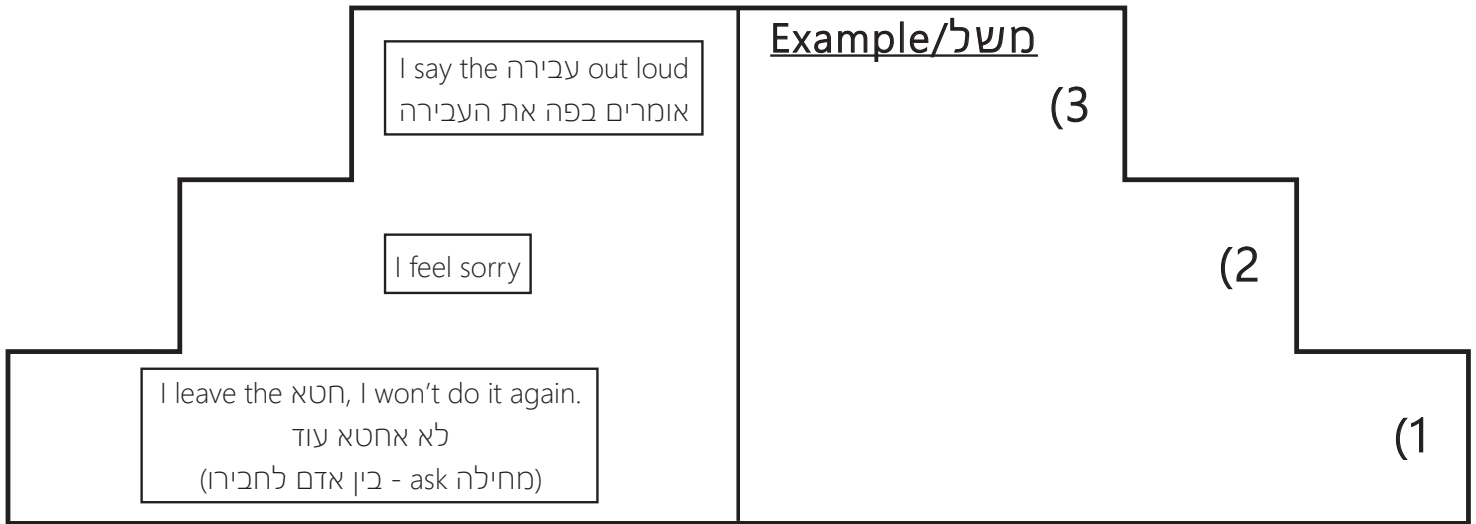 I say the עבירה out loud
אומרים בפה את העבירה
Example/משל
(3
I feel sorry
(2
I leave the חטא, I won't do it again.
לא אחטא עוד
(מחילה ask - בין אדם לחבירו)
(1